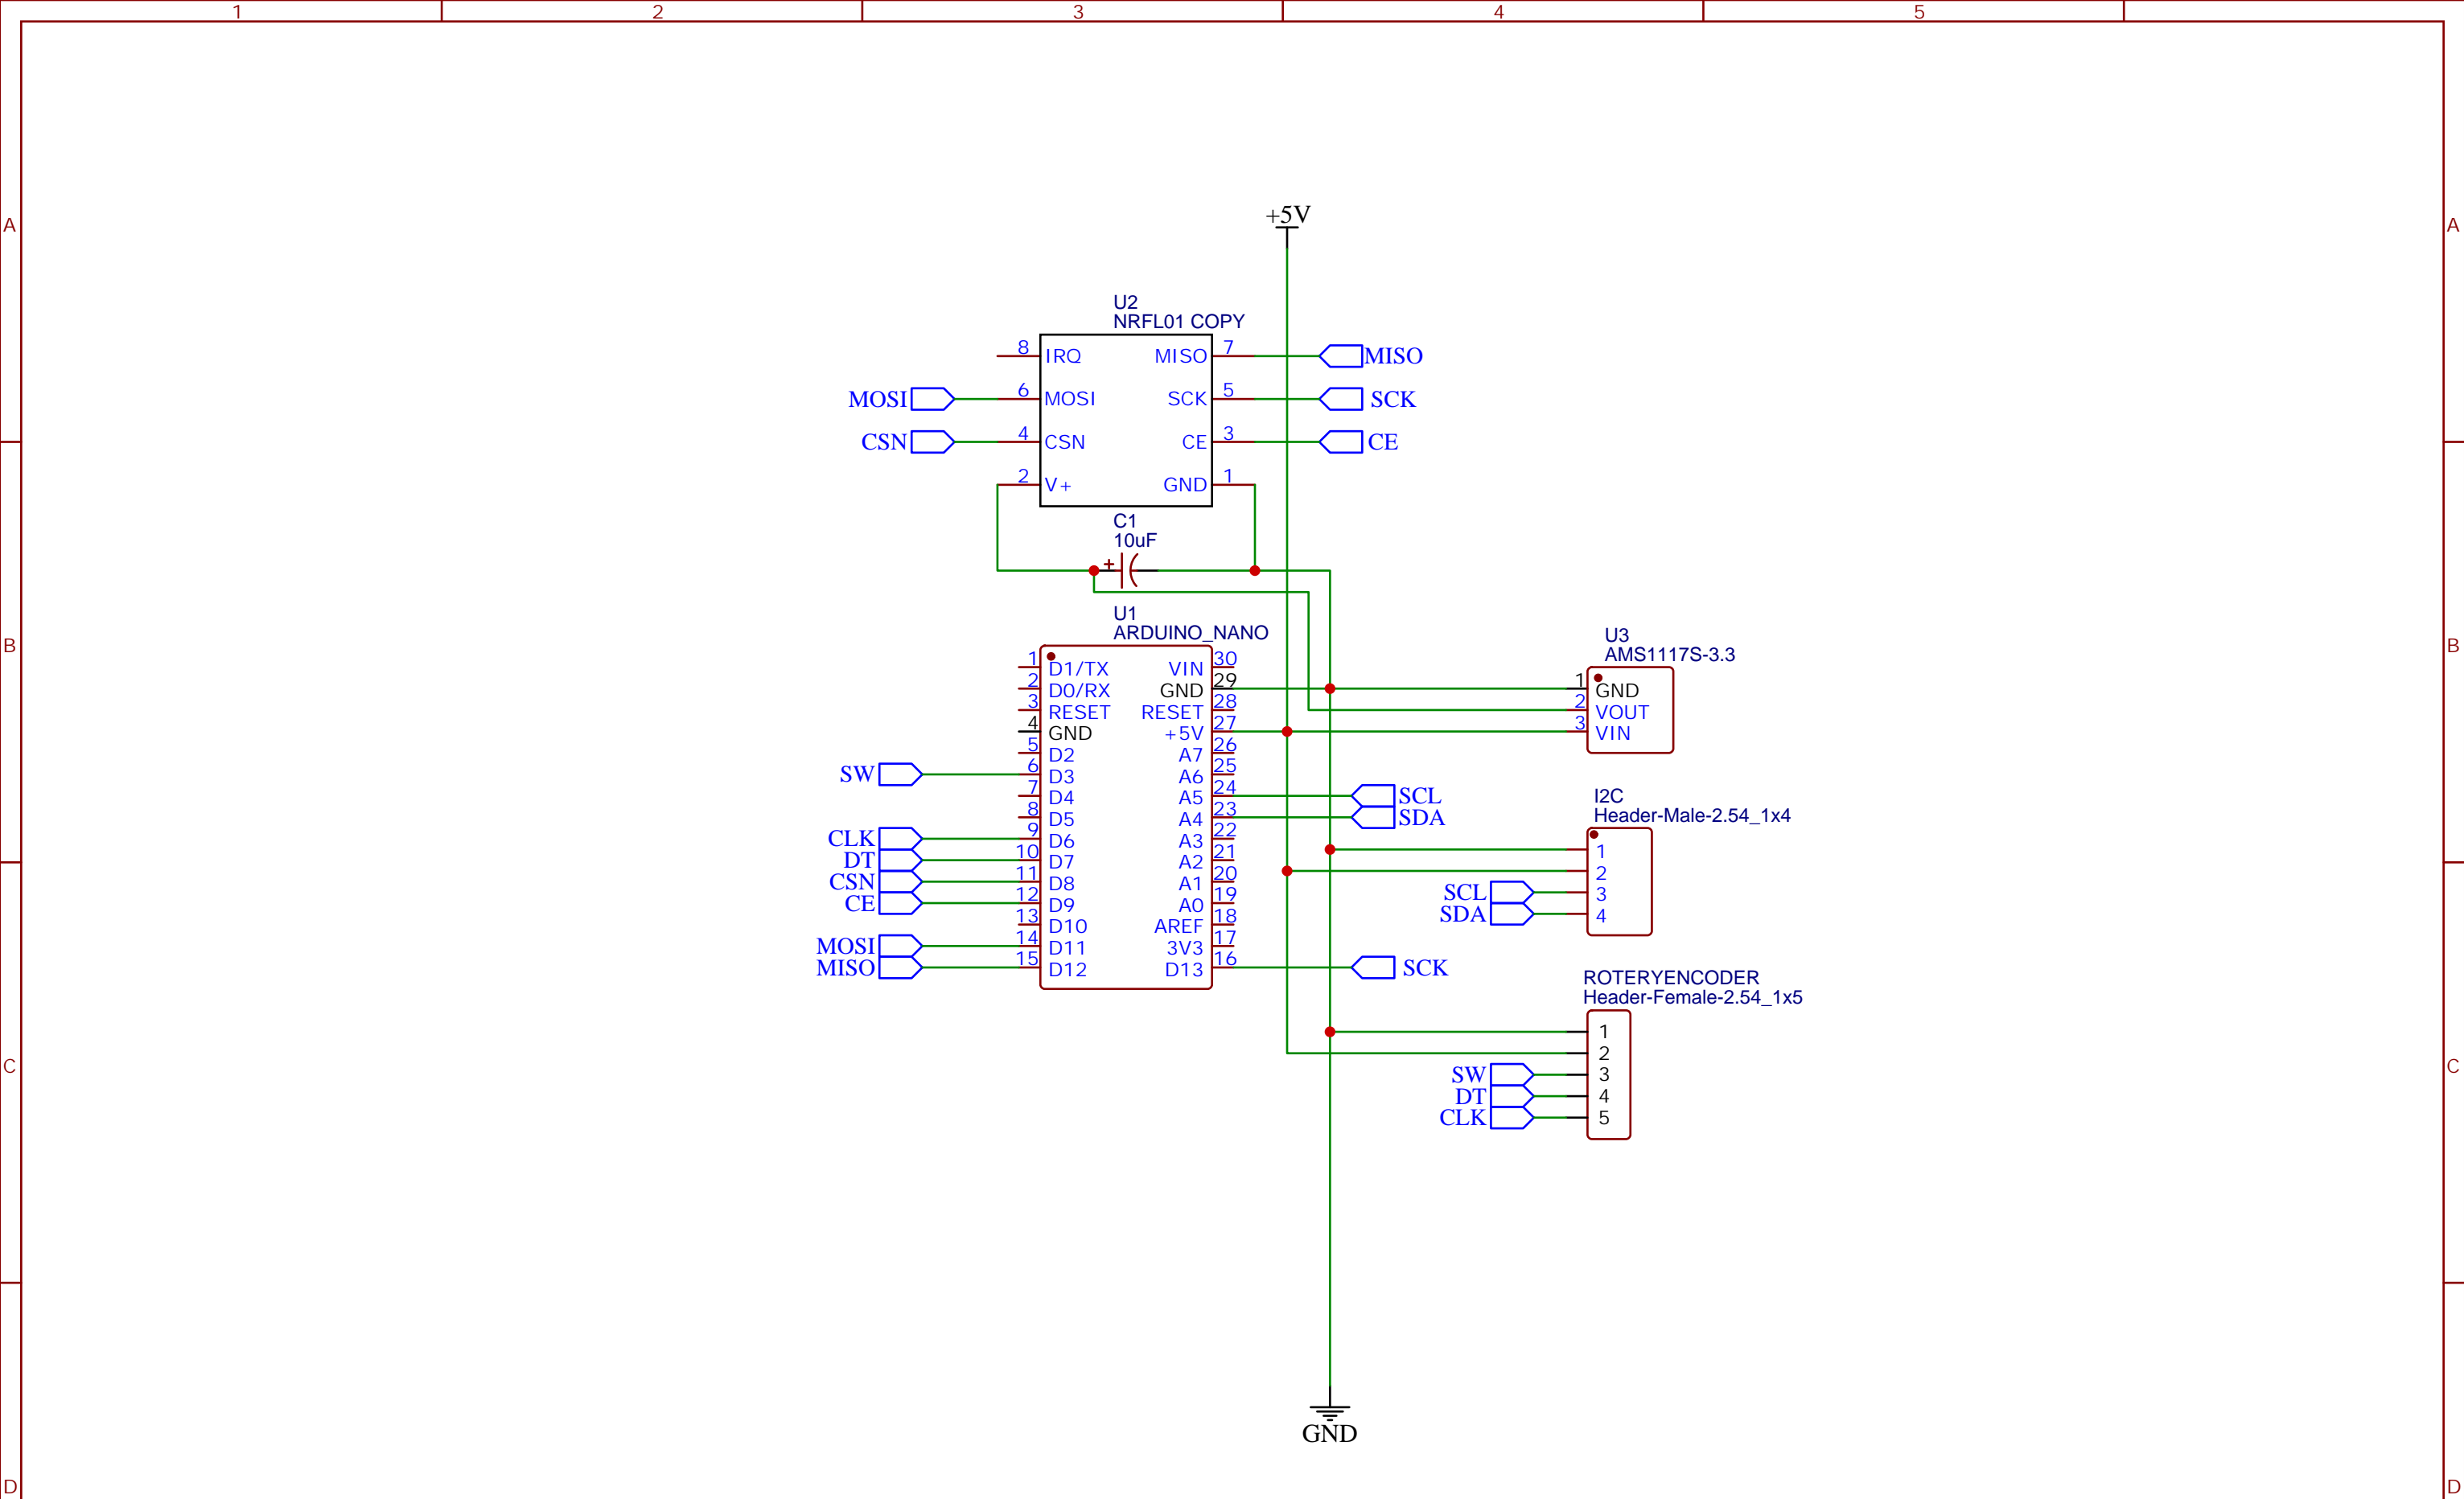 1 2 3 4 5
A A
+5V
U2
NRFL01 COPY
8 IRQ MISO 7 MISO
MOSI 6 MOSI SCK 5 SCK
CSN 4 CSN CE 3 CE
2 V+ GND 1
C1
10uF
+
U1
ARDUINO_NANO
1 D1/TX VIN 30
2 D0/RX GND 29
3 RESET RESET 28
4 GND +5V 27
5 D2 A7 26
SW 6 D3 A6 25
7 D4 A5 24 SCL
8 D5 A4 23 SDA
CLK 9 D6 A3 22
DT 10 D7 A2 21
CSN 11 D8 A1 20
CE 12 D9 A0 19
13 D10 AREF 18
MOSI 14 D11 3V3 17
MISO 15 D12 D13 16 SCK
U3
AMS1117S-3.3
1 GND
2 VOUT
3 VIN
B B
I2C
Header-Male-2.54_1x4
1
2
SCL 3
SDA 4
ROTERYENCODER
Header-Female-2.54_1x5
1
2
SW 3
DT 4
CLK 5
C C
GND
D D